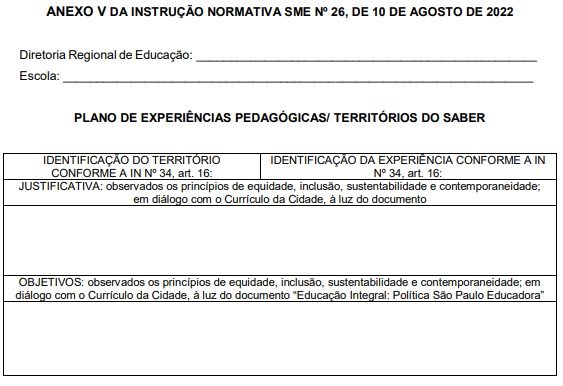 ANEXO V DA INSTRUÇÃO NORMATIVA SME Nº 26, DE 10 DE AGOSTO DE 2022
Diretoria Regional de Educação: ___________________________________________________
Escola: ______________________________________________________________________
PLANO DE EXPERIÊNCIAS PEDAGÓGICAS/ TERRITÓRIOS DO SABER
IDENTIFICAÇÃO DO TERRITÓRIO
CONFORME A IN Nº 34, art. 16:
IDENTIFICAÇÃO DA EXPERIÊNCIA CONFORME A IN
Nº 34, art. 16:
JUSTIFICATIVA: observados os princípios de equidade, inclusão, sustentabilidade e contemporaneidade;
em diálogo com o Currículo da Cidade, à luz do documento
OBJETIVOS: observados os princípios de equidade, inclusão, sustentabilidade e contemporaneidade; em
diálogo com o Currículo da Cidade, à luz do documento “Educação Integral: Política São Paulo Educadora”